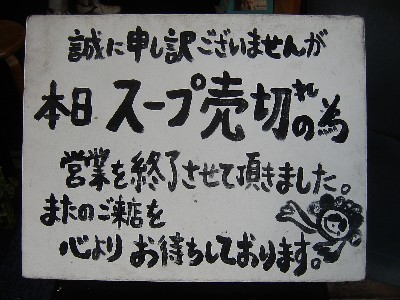 誠に申し訳ございませんが
本日 スープ売切れの為
営業を終了させて頂きました。
またのご来店を
心より お待ちしております。